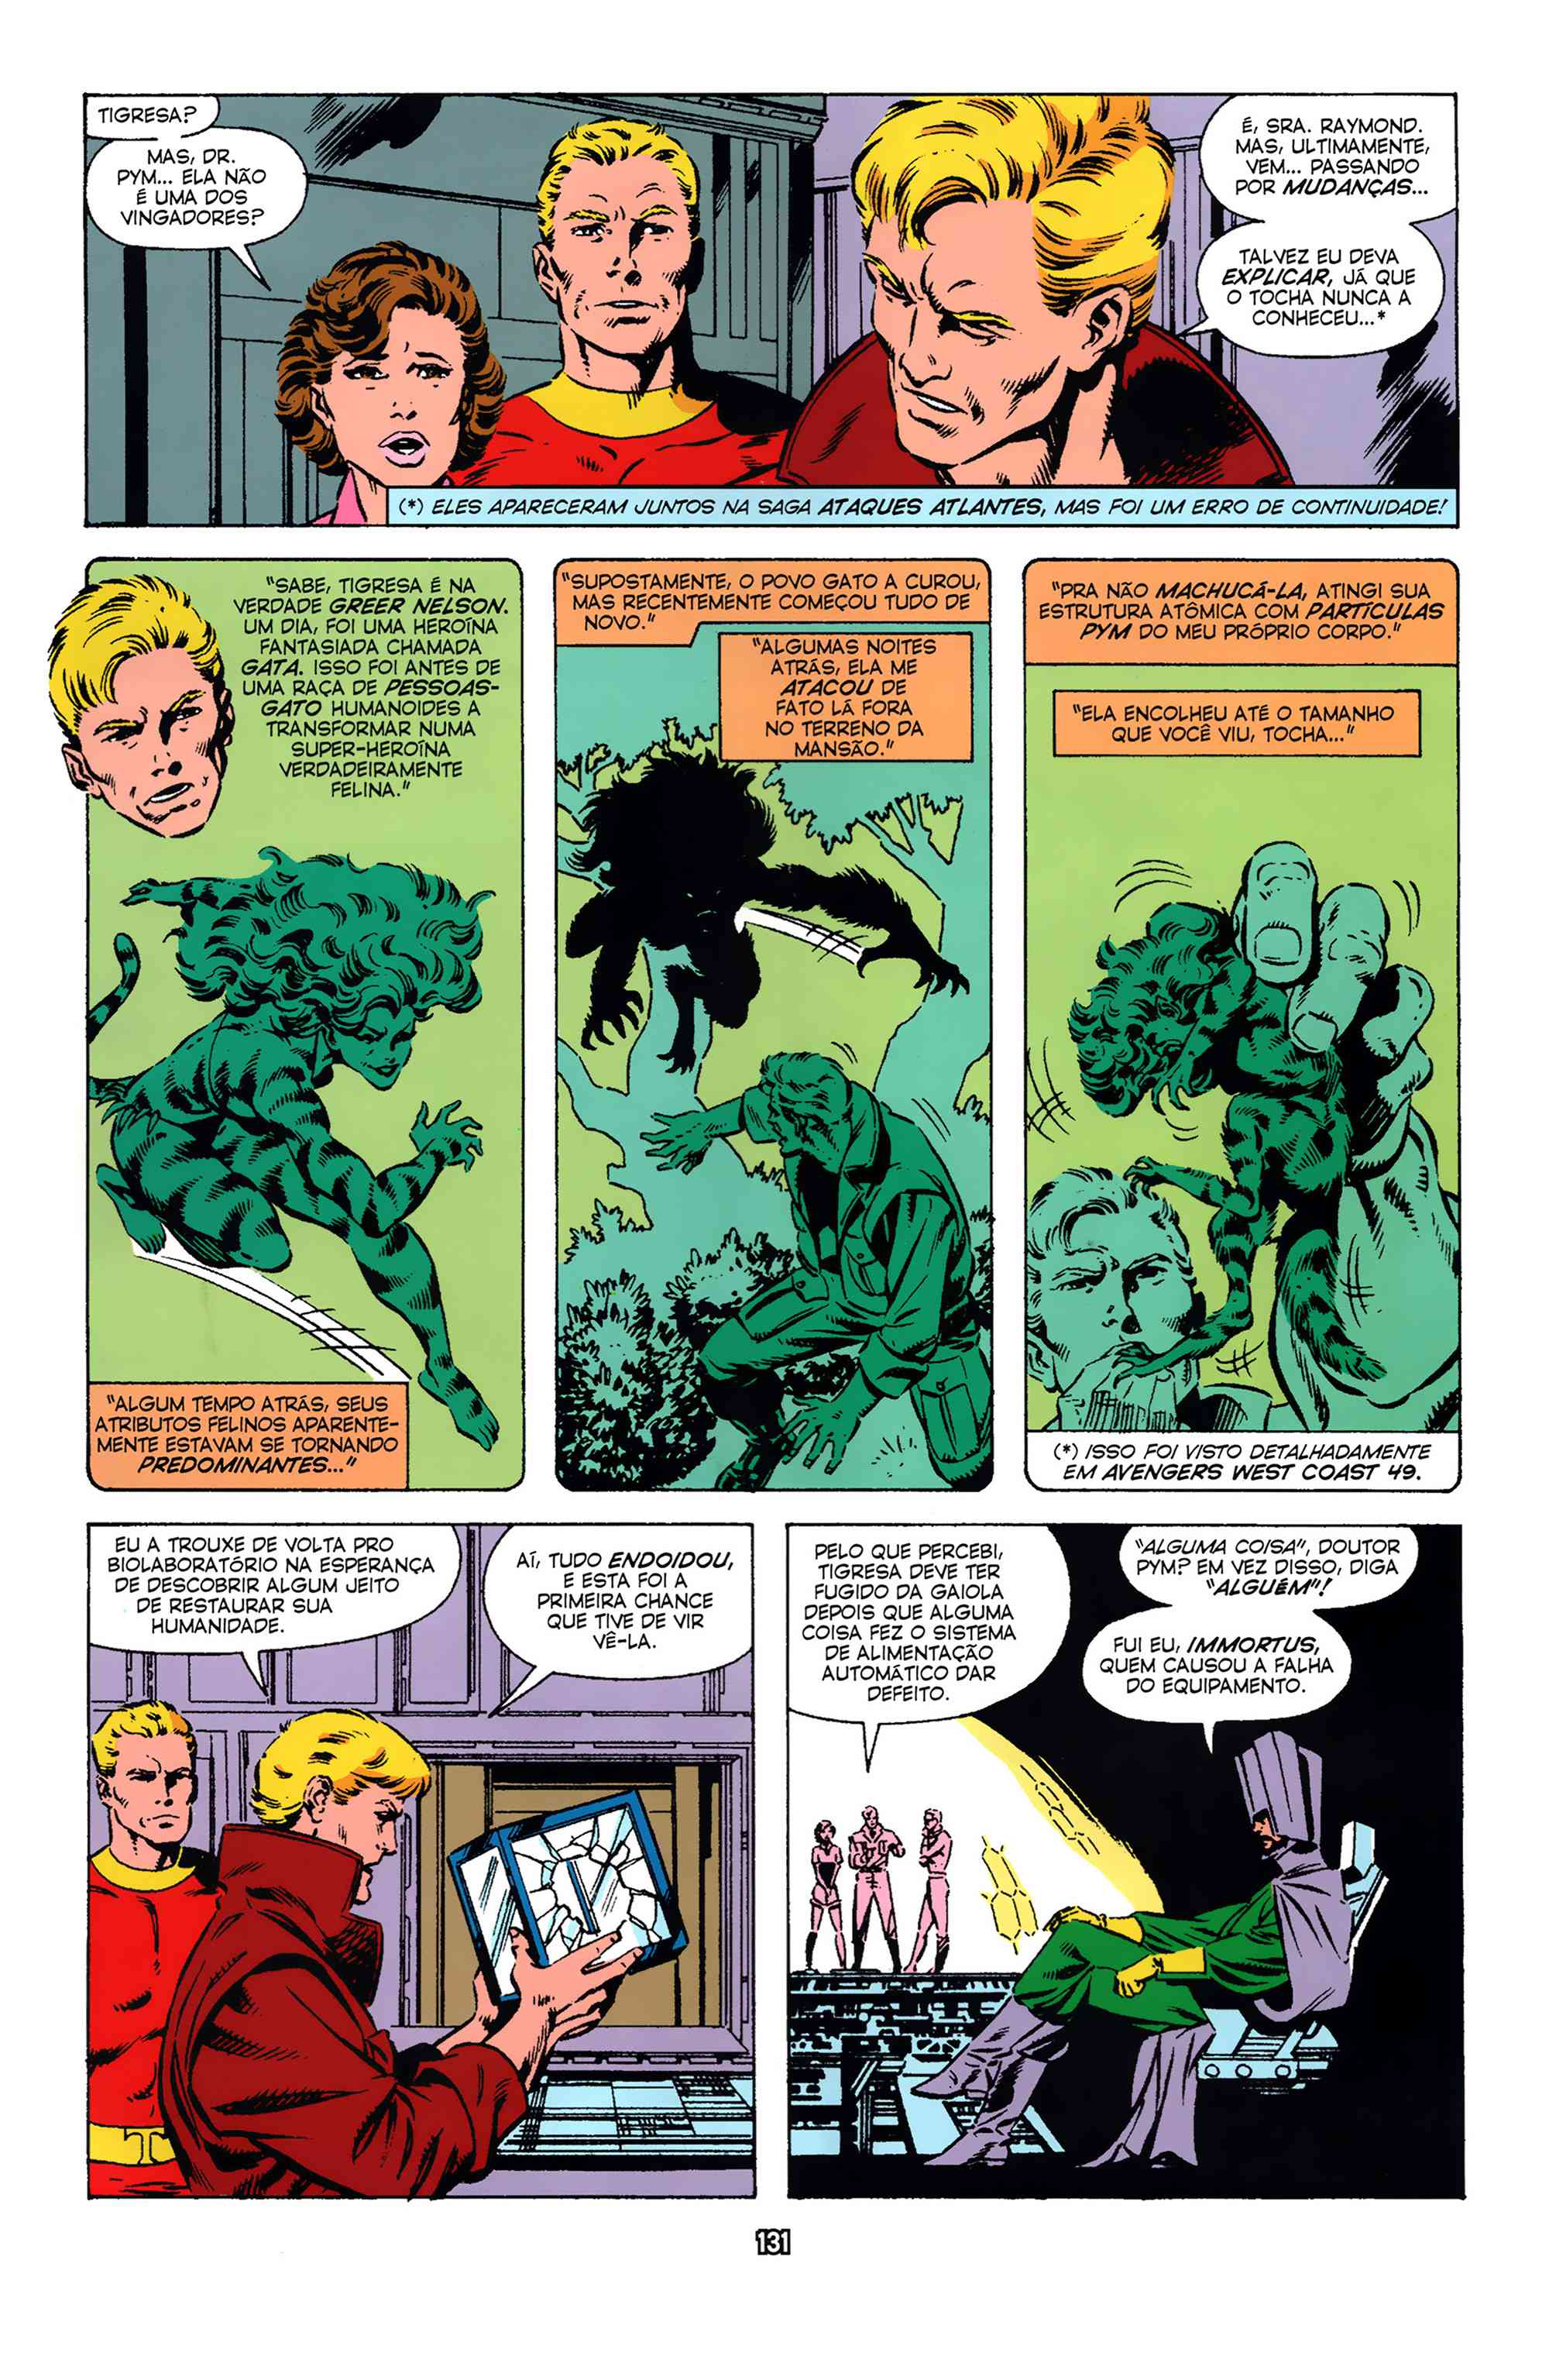 TIGRESA?
MAS, DR.
PYM... ELA NÃO
É UMA DOS
VINGADORES?
É, SRA. RAYMOND.
MAS, ULTIMAMENTE,
VEM... PASSANDO
POR MUDANÇAS...
TALVEZ EU DEVA
EXPLICAR, JÁ QUE
O TOCHA NUNCA A
CONHECEU...*
(*) ELES APARECERAM JUNTOS NA SAGA ATAQUES ATLANTES, MAS FOI UM ERRO DE CONTINUIDADE!
"SABE, TIGRESA É NA
VERDADE GREER NELSON.
UM DIA, FOI UMA HEROÍNA
FANTASIADA CHAMADA
GATA. ISSO FOI ANTES DE
UMA RAÇA DE PESSOAS-
GATO HUMANOIDES A
TRANSFORMAR NUMA
SUPER-HEROÍNA
VERDADEIRAMENTE
FELINA."
"ALGUM TEMPO ATRÁS, SEUS
ATRIBUTOS FELINOS APARENTE-
MENTE ESTAVAM SE TORNANDO
PREDOMINANTES..."
"SUPOSTAMENTE, O POVO GATO A CUROU,
MAS RECENTEMENTE COMEÇOU TUDO DE
NOVO."
"ALGUMAS NOITES
ATRÁS, ELA ME
ATACOU DE
FATO LÁ FORA
NO TERRENO DA
MANSÃO."
"PRA NÃO MACHUCÁ-LA, ATINGI SUA
ESTRUTURA ATÔMICA COM PARTÍCULAS
PYM DO MEU PRÓPRIO CORPO."
"ELA ENCOLHEU ATÉ O TAMANHO
QUE VOCÊ VIU, TOCHA..."
(*) ISSO FOI VISTO DETALHADAMENTE
EM AVENGERS WEST COAST 49.
EU A TROUXE DE VOLTA PRO
BIOLABORATÓRIO NA ESPERANÇA
DE DESCOBRIR ALGUM JEITO
DE RESTAURAR SUA
HUMANIDADE.
AÍ, TUDO ENDOIDOU,
E ESTA FOI A
PRIMEIRA CHANCE
QUE TIVE DE VIR
VÊ-LA.
PELO QUE PERCEBI,
TIGRESA DEVE TER
FUGIDO DA GAIOLA
DEPOIS QUE ALGUMA
COISA FEZ O SISTEMA
DE ALIMENTAÇÃO
AUTOMÁTICO DAR
DEFEITO.
"ALGUMA COISA", DOUTOR
PYM? EM VEZ DISSO, DIGA
"ALGUÉM"!
FUI EU, IMMORTUS,
QUEM CAUSOU A FALHA
DO EQUIPAMENTO.
T
131